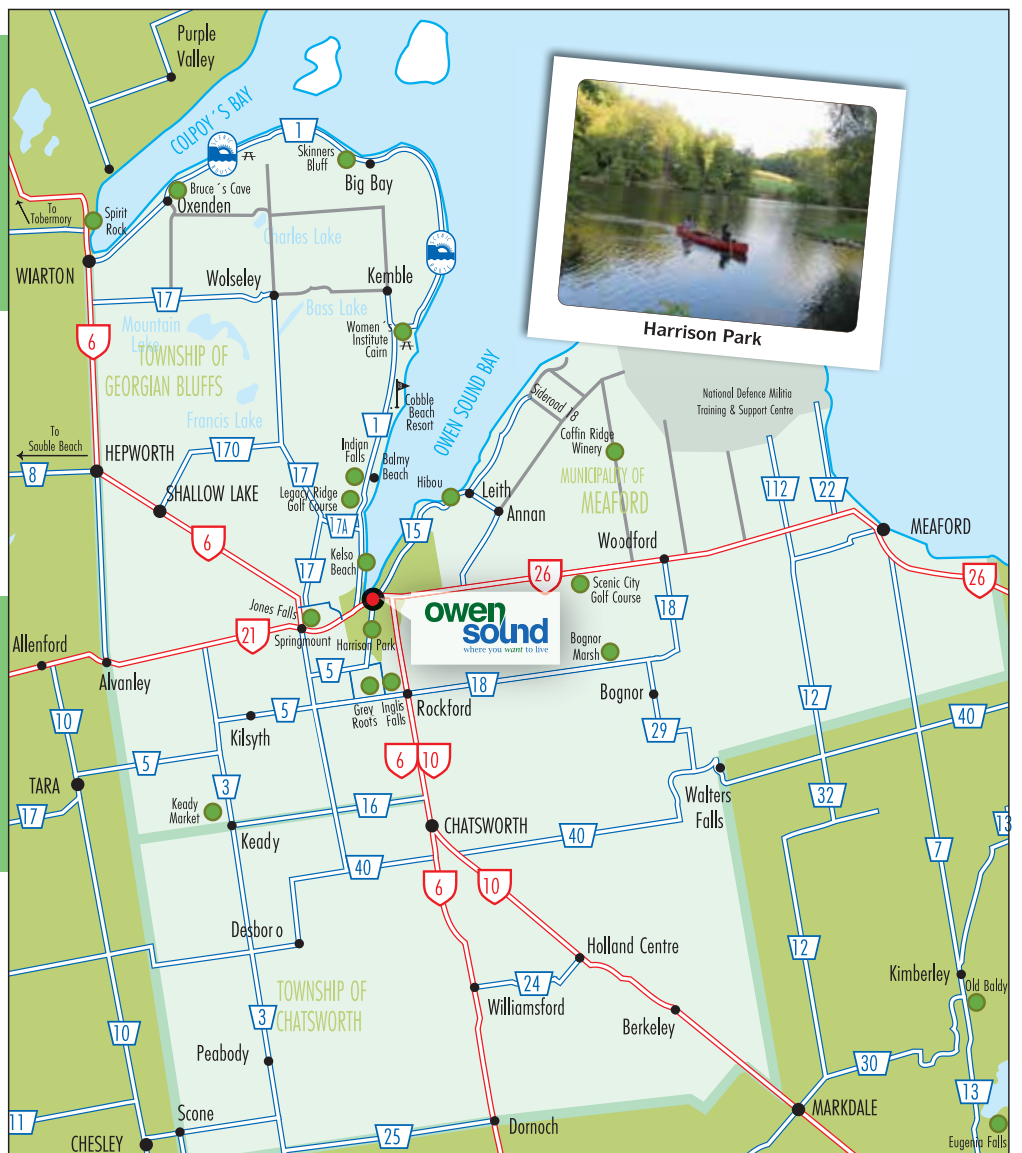 Purple
Valley
COLPOY´S BAY
SCENIC
ROUTE
1
Skinners
Bluff
Big Bay
Bruce´s Cave
Oxenden
To
Tobermory
Spirit
Rock
Charles Lake
SCENIC
ROUTE
WIARTON
Wolseley
Kemble
17
Bass Lake
Mountain
Lake
Women´s
Institute
Cairn
6
TOWNSHIP OF
GEORGIAN BLUFFS
Harrison Park
OWEN SOUND BAY
Cobble
Beach
Resort
Francis Lake
1
Sideroad 18
National Defence Militia
Training & Support Centre
To
Sauble Beach
HEPWORTH
8
170
Indian
Falls
Balmy
Beach
Coffin Ridge
Winery
MUNICIPALITY OF
MEAFORD
17
SHALLOW LAKE
Legacy Ridge
Golf Course
Hibou
Leith
Annan
112
22
17A
15
6
MEAFORD
Woodford
Kelso
Beach
17
26
Scenic City
Golf Course
26
Jones Falls
18
21
Springmount
Harrison Park
owen
sound
where you want to live
Allenford
Alvanley
Bognor
Marsh
5
18
Grey
Roots
Inglis
Falls
Rockford
Bognor
12
10
5
Kilsyth
29
40
5
6
10
TARA
3
Walters
Falls
17
Keady
Market
16
32
Keady
CHATSWORTH
40
13
7
40
6
10
Desboro
Holland Centre
12
24
Kimberley
Old Baldy
TOWNSHIP OF
CHATSWORTH
Williamsford
10
3
Berkeley
Peabody
30
13
11
Scone
MARKDALE
Dornoch
CHESLEY
25
Eugenia Falls